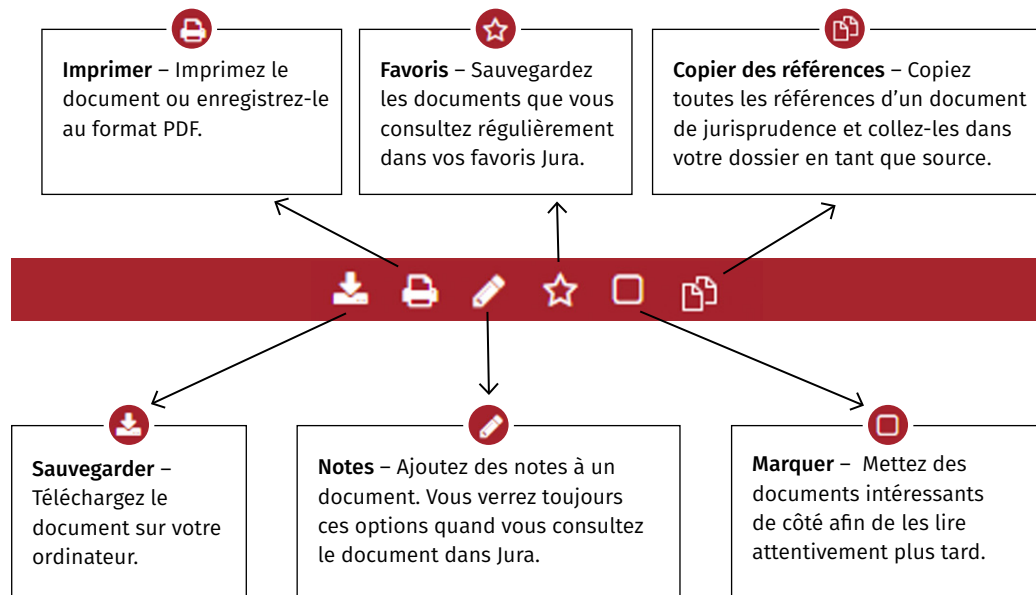 Imprimer – Imprimez le
document ou enregistrez-le
au format PDF.
Favoris – Sauvegardez
les documents que vous
consultez régulièrement
dans vos favoris Jura.
Copier des références – Copiez
toutes les références d’un document
de jurisprudence et collez-les dans
votre dossier en tant que source.
Sauvegarder –
Téléchargez le
document sur votre
ordinateur.
Notes – Ajoutez des notes à un
document. Vous verrez toujours
ces options quand vous consultez
le document dans Jura.
Marquer – Mettez des
documents intéressants
de côté afin de les lire
attentivement plus tard.